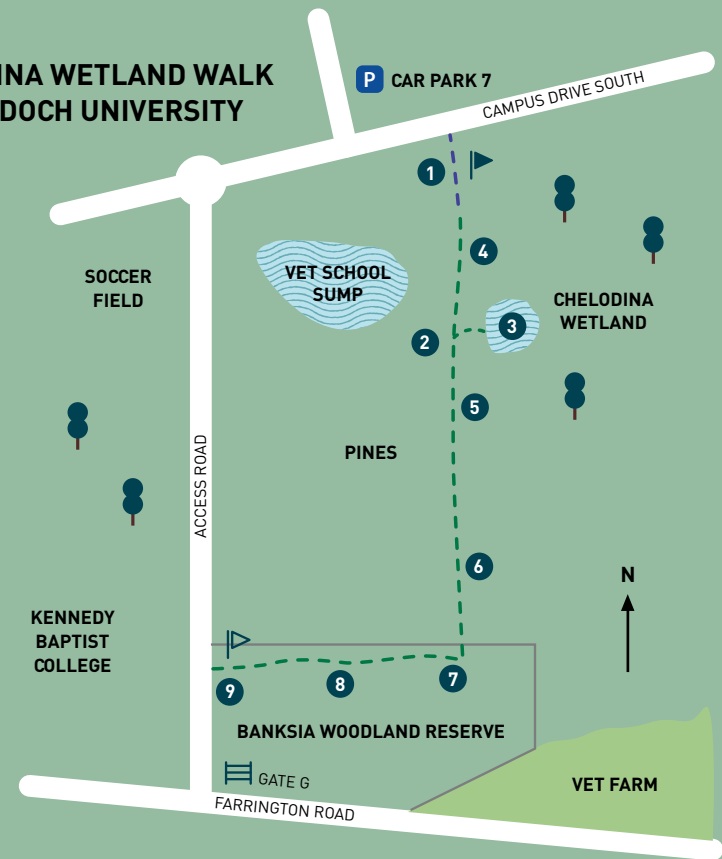 INA WETLAND WALK
DOCH UNIVERSITY
P CAR PARK 7
CAMPUS DRIVE SOUTH
1
4
SOCCER
FIELD
VET SCHOOL
SUMP
CHELODINA
WETLAND
3
2
5
PINES
ACCESS ROAD
6
N
KENNEDY
BAPTIST
COLLEGE
7
8
9
BANKSIA WOODLAND RESERVE
GATE G
VET FARM
FARRINGTON ROAD